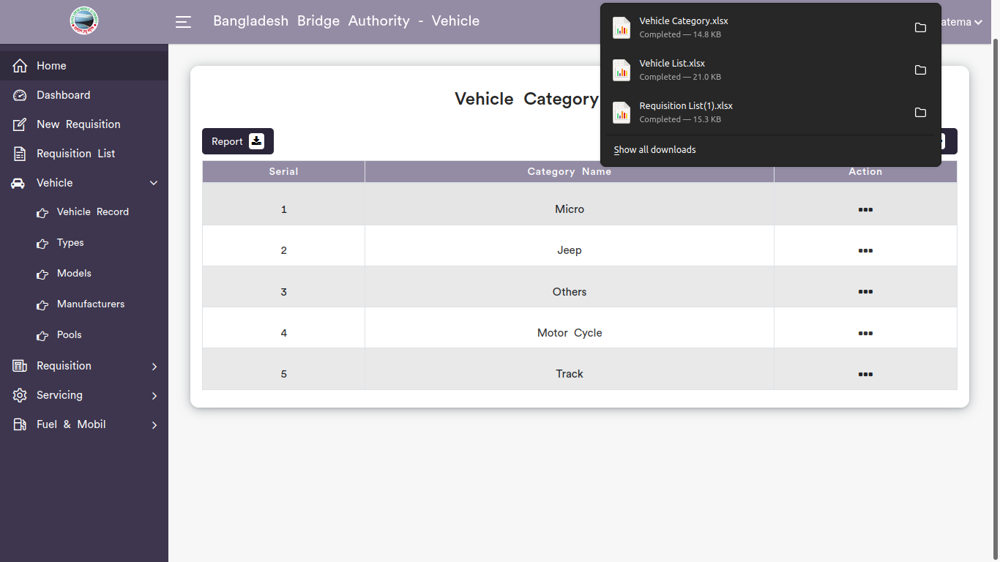 Bangladesh Bridge Authority - Vehicle
atema
Vehicle Category.xlsx
Completed — 14.8 KB
Vehicle List.xlsx
Completed — 21.0 KB
Requisition List(1).xlsx
Completed — 15.3 KB
Show all downloads
Home
Dashboard
New Requisition
Requisition List
Vehicle
Vehicle Record
Types
Models
Manufacturers
Pools
Requisition
Servicing
Fuel & Mobil
Vehicle Category
Report
Serial Category Name Action
1 Micro
2 Jeep
3 Others
4 Motor Cycle
5 Track